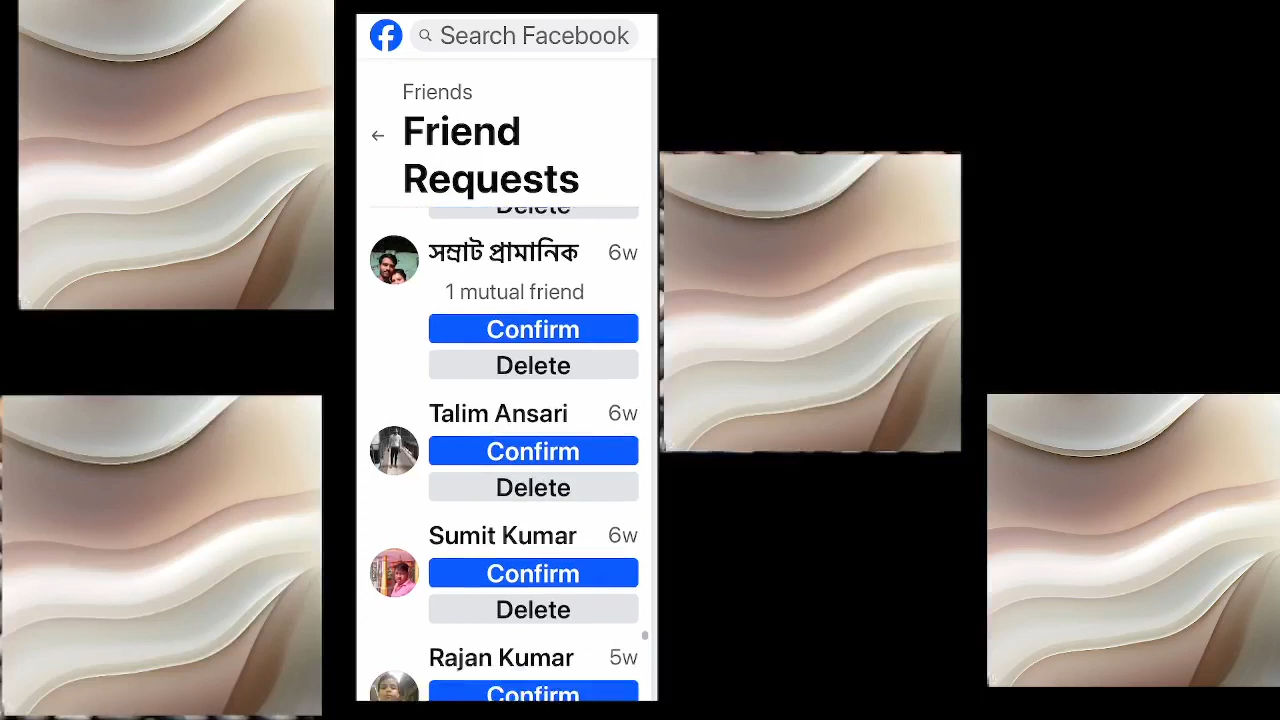 Search Facebook
Friends
Friend
Requests
Delete
সম্রাট প্রামানিক 6w
1 mutual friend
Confirm
Delete
Talim Ansari 6w
Confirm
Delete
Sumit Kumar 6w
Confirm
Delete
Rajan Kumar 5w
Confirm